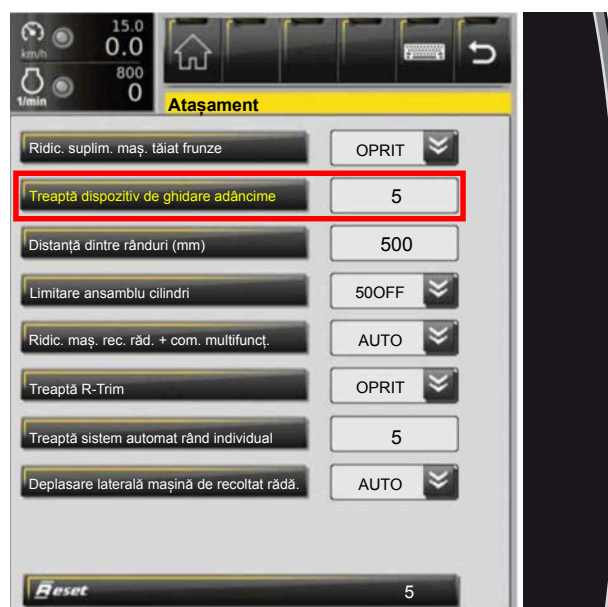 15.0
km/h 0.0
800
1/min 0
Atașament
Ridic. suplim. maș. tăiat frunze OPRIT
Treaptă dispozitiv de ghidare adâncime 5
Distanță dintre rânduri (mm) 500
Limitare ansamblu cilindri 50OFF
Ridic. maș. rec. răd. + com. multifuncț. AUTO
Treaptă R-Trim OPRIT
Treaptă sistem automat rând individual 5
Deplasare laterală mașină de recoltat rădă. AUTO
Reset 5